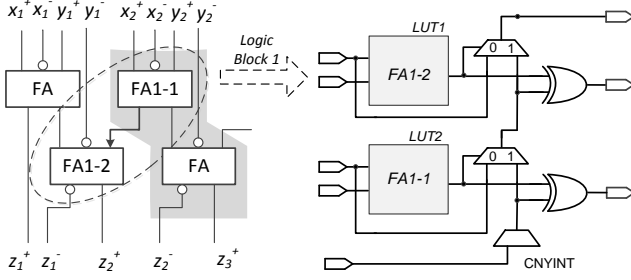 x₁⁺ x₁⁻ y₁⁺ y₁⁻ x₂⁺ x₂⁻ y₂⁺ y₂⁻
FA
FA1-1
FA1-2
FA
z₁⁺ z₁⁻ z₂⁺ z₂⁻ z₃⁺
Logic
Block 1
LUT1
FA1-2
0 1
LUT2
FA1-1
0 1
CNYINT